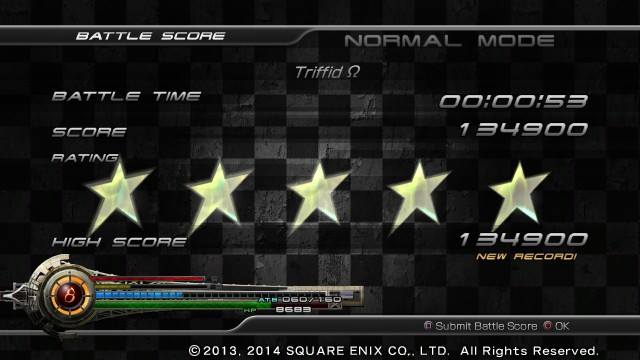 BATTLE SCORE
NORMAL MODE
Triffid Ω
BATTLE TIME 00:00:53
SCORE 134900
RATING
HIGH SCORE 134900
NEW RECORD!
ATB 060/160
HP 8683
Submit Battle Score OK
©2013, 2014 SQUARE ENIX CO,. LTD. All Rights Reserved.